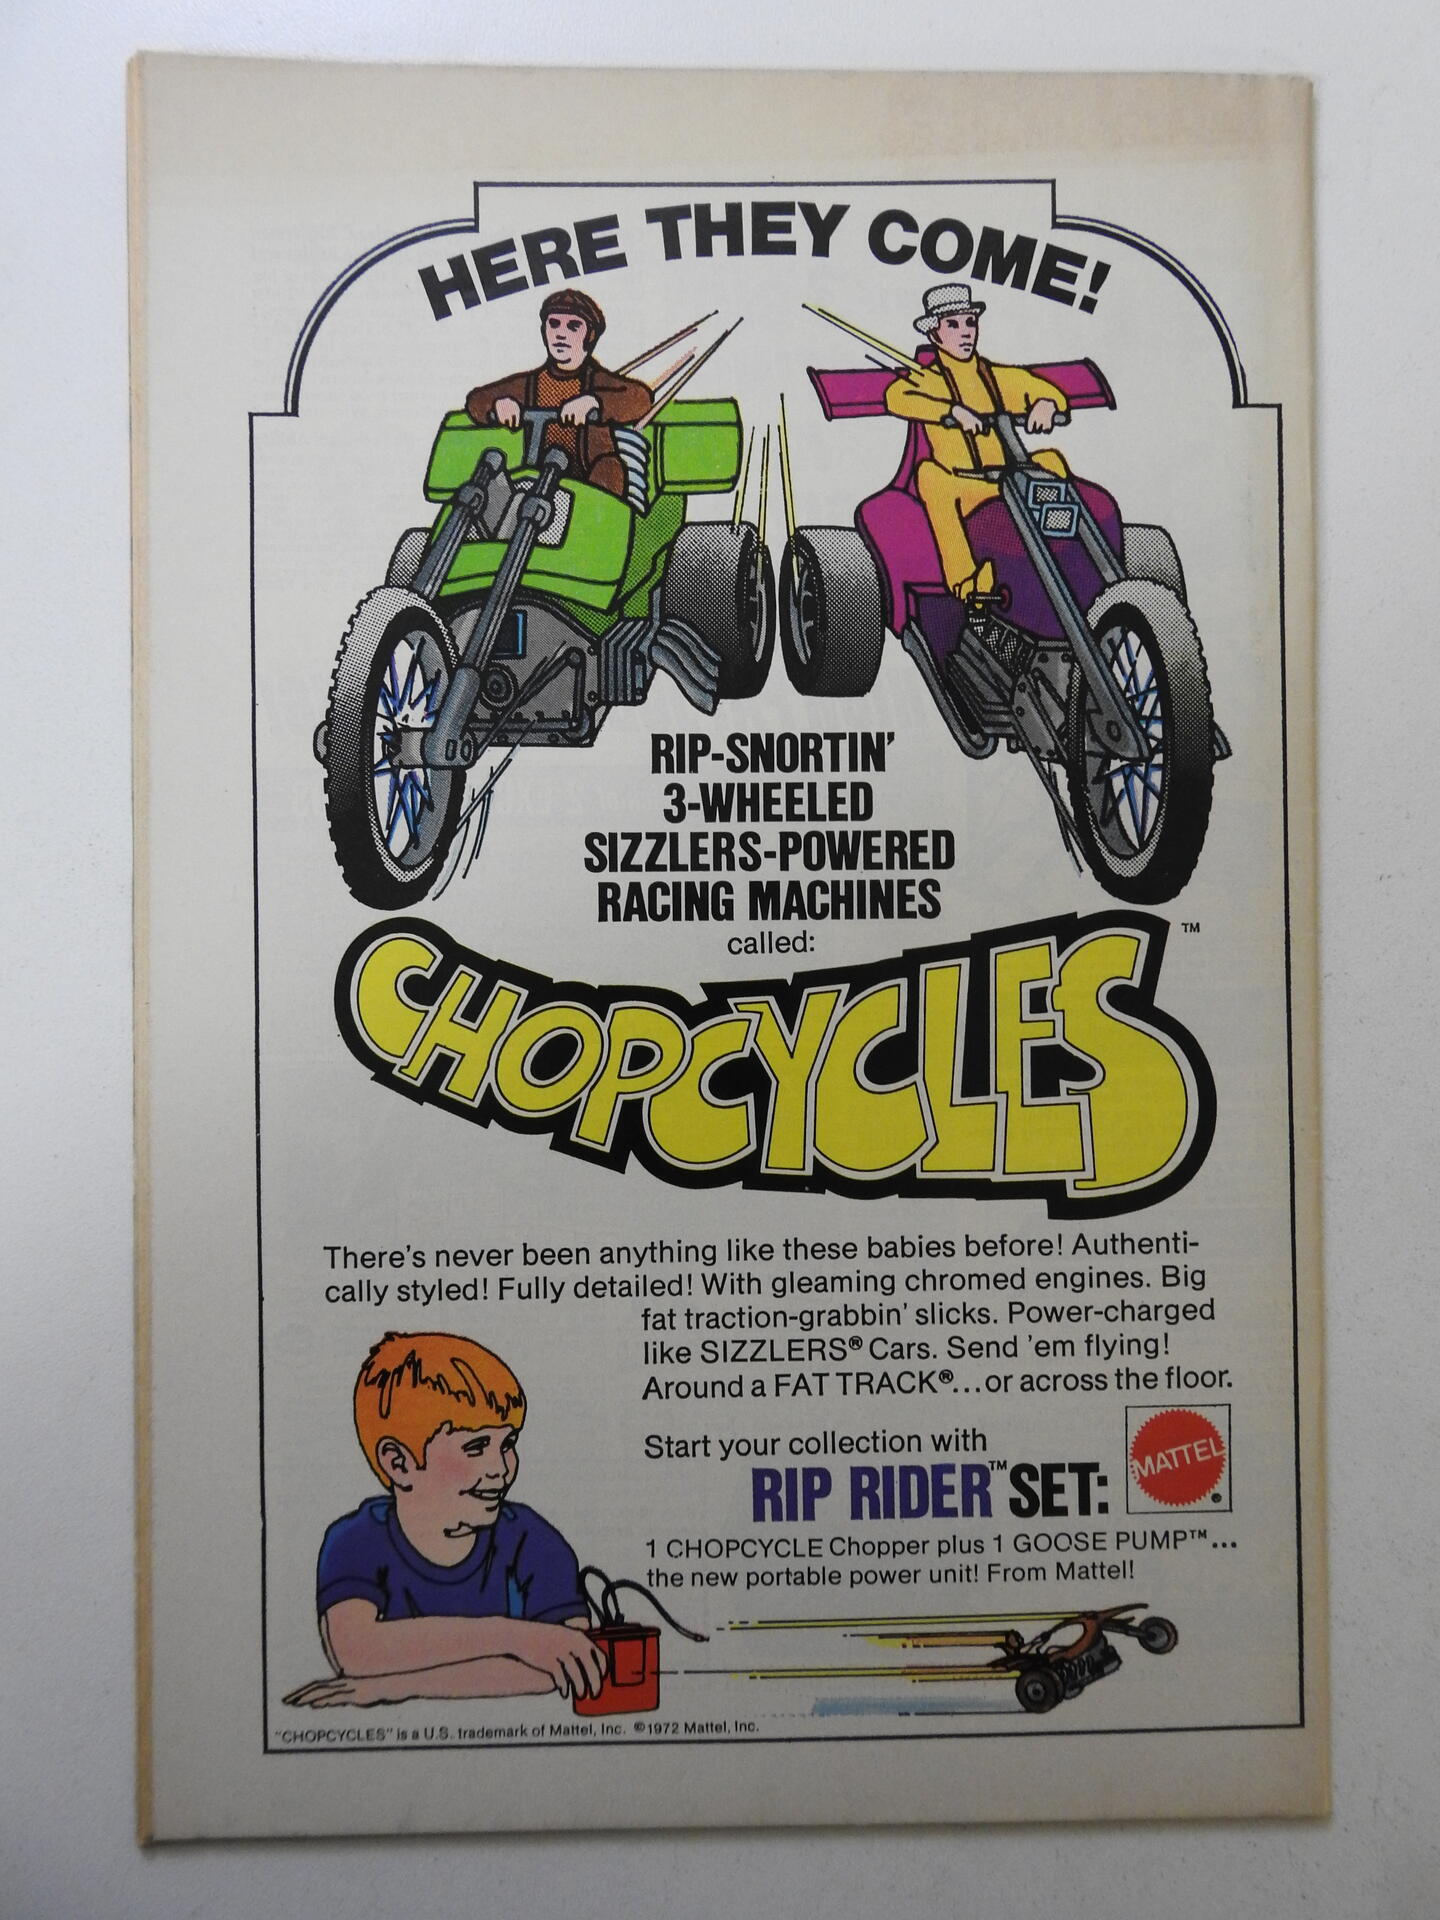 HERE THEY COME!
RIP-SNORTIN'
3-WHEELED
SIZZLERS-POWERED
RACING MACHINES
called:
CHOPCYCLES™
There's never been anything like these babies before! Authenti-
cally styled! Fully detailed! With gleaming chromed engines. Big
fat traction-grabbin' slicks. Power-charged
like SIZZLERS® Cars. Send 'em flying!
Around a FAT TRACK®...or across the floor.
Start your collection with
RIP RIDER™ SET:
MATTEL®
1 CHOPCYCLE Chopper plus 1 GOOSE PUMP™...
the new portable power unit! From Mattel!
"CHOPCYCLES" is a U.S. trademark of Mattel, Inc. ©1972 Mattel, Inc.